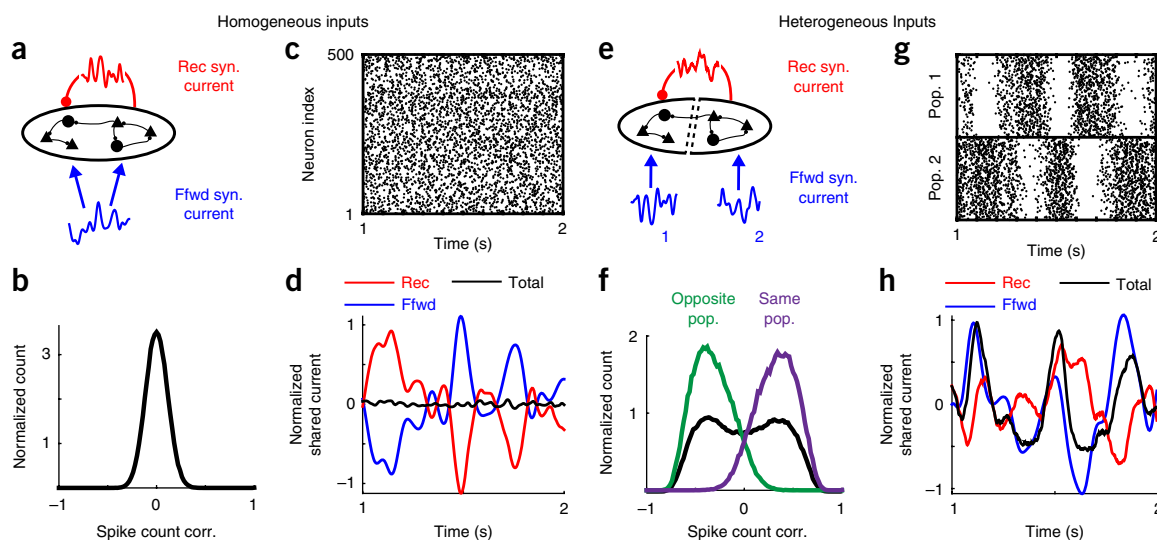 Homogeneous inputs
a
Rec syn.
current
Ffwd syn.
current
c
500
Neuron index
1
1
2
Time (s)
b
3
1
Normalized count
−1
0
1
Spike count corr.
d
Rec
Total
Ffwd
1
0
−1
Normalized
shared current
1
2
Time (s)
Heterogeneous Inputs
e
Rec syn.
current
Ffwd syn.
current
1
2
g
Pop. 1
Pop. 2
1
2
Time (s)
f
Opposite
pop.
Same
pop.
2
1
0
Normalized count
−1
0
1
Spike count corr.
h
Rec
Total
Ffwd
1
0
−1
Normalized
shared current
1
2
Time (s)